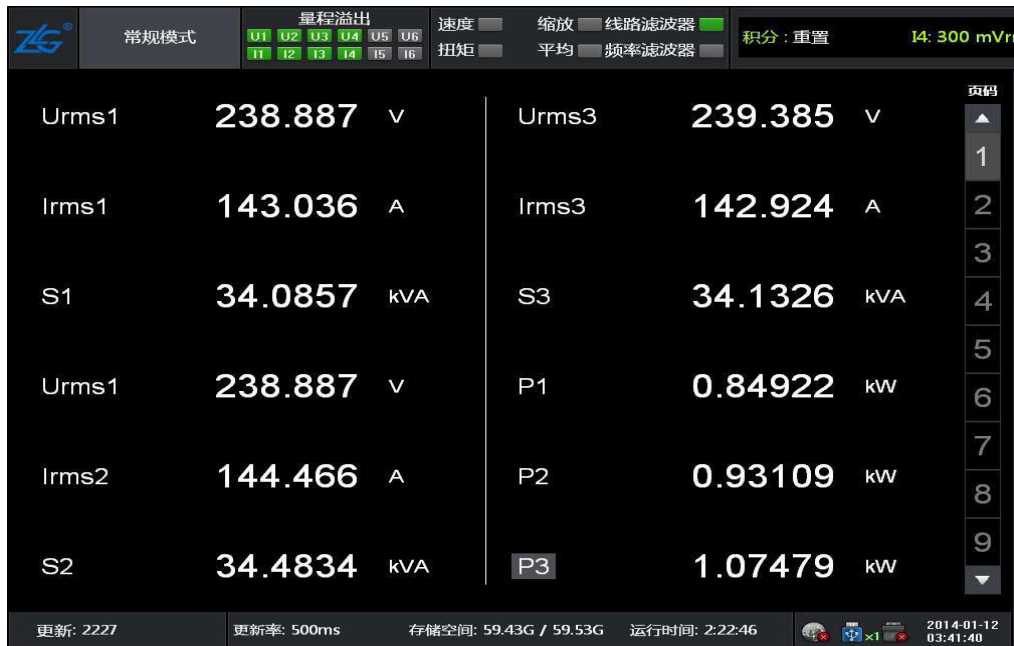 ZLG®
常规模式
量程溢出
U1 U2 U3 U4 U5 U6
I1 I2 I3 I4 I5 I6
速度 缩放 线路滤波器
扭矩 平均 频率滤波器
积分 : 重置 I4: 300 mVr
页码
Urms1 238.887 V Urms3 239.385 V
1
Irms1 143.036 A Irms3 142.924 A
2
3
S1 34.0857 kVA S3 34.1326 kVA
4
5
Urms1 238.887 V P1 0.84922 kW
6
7
Irms2 144.466 A P2 0.93109 kW
8
9
S2 34.4834 kVA P3 1.07479 kW
更新: 2227 更新率: 500ms 存储空间: 59.43G / 59.53G 运行时间: 2:22:46 x1 2014-01-12
03:41:40